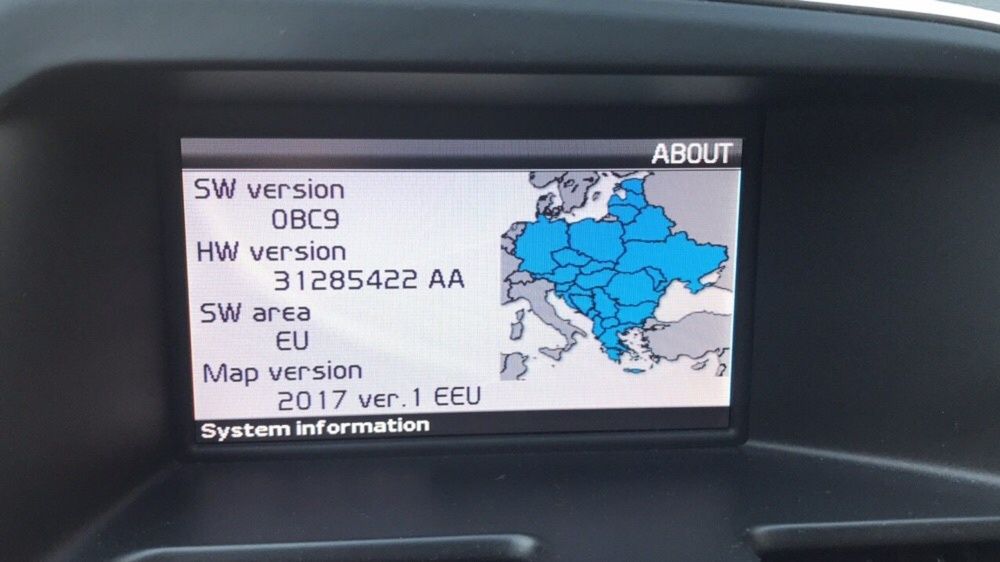 ABOUT
SW version
0BC9
HW version
31285422 AA
SW area
EU
Map version
2017 ver.1 EEU
System information